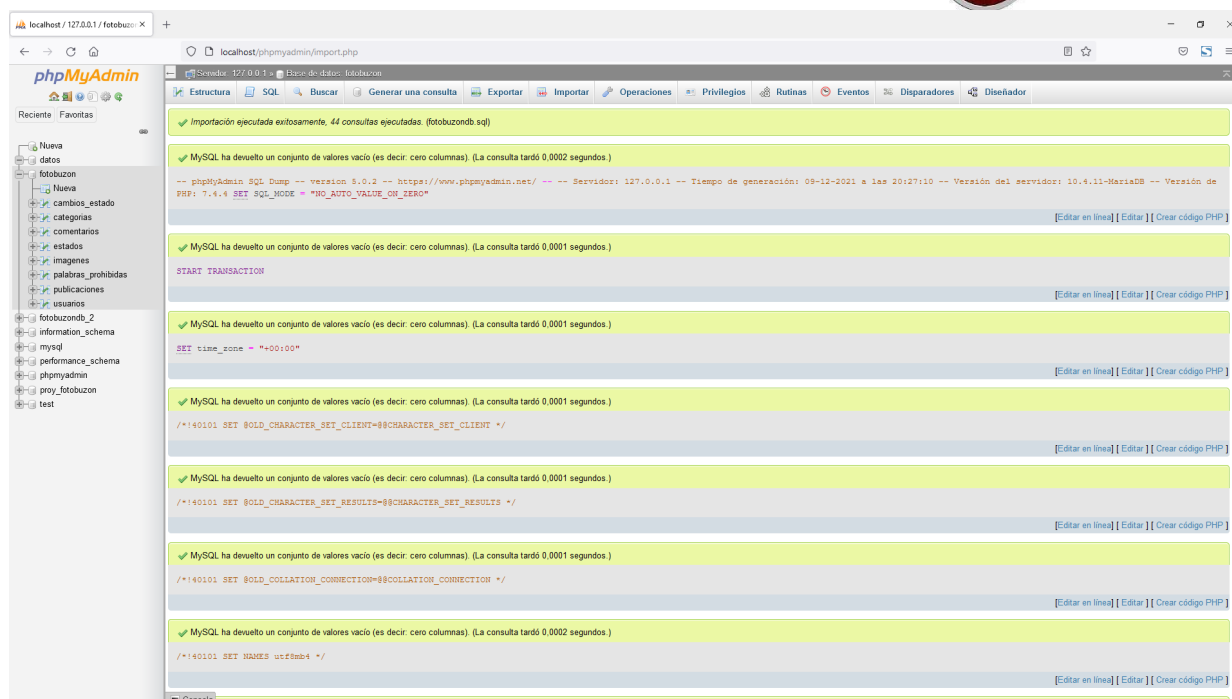 localhost / 127.0.0.1 / fotobuzon
localhost/phpmyadmin/import.php
phpMyAdmin
Reciente Favoritas
Nueva
datos
fotobuzon
Nueva
cambios_estado
categorias
comentarios
estados
imagenes
palabras_prohibidas
publicaciones
usuarios
fotobuzondb_2
information_schema
mysql
performance_schema
phpmyadmin
proy_fotobuzon
test
Servidor: 127.0.0.1 » Base de datos: fotobuzon
Estructura SQL Buscar Generar una consulta Exportar Importar Operaciones Privilegios Rutinas Eventos Disparadores Diseñador
Importación ejecutada exitosamente, 44 consultas ejecutadas. (fotobuzondb.sql)
MySQL ha devuelto un conjunto de valores vacío (es decir: cero columnas). (La consulta tardó 0,0002 segundos.)
-- phpMyAdmin SQL Dump -- version 5.0.2 -- https://www.phpmyadmin.net/ -- -- Servidor: 127.0.0.1 -- Tiempo de generación: 09-12-2021 a las 20:27:10 -- Versión del servidor: 10.4.11-MariaDB -- Versión de
PHP: 7.4.4 SET SQL_MODE = "NO_AUTO_VALUE_ON_ZERO"
[Editar en línea] [ Editar ] [ Crear código PHP ]
MySQL ha devuelto un conjunto de valores vacío (es decir: cero columnas). (La consulta tardó 0,0001 segundos.)
START TRANSACTION
[Editar en línea] [ Editar ] [ Crear código PHP ]
MySQL ha devuelto un conjunto de valores vacío (es decir: cero columnas). (La consulta tardó 0,0001 segundos.)
SET time_zone = "+00:00"
[Editar en línea] [ Editar ] [ Crear código PHP ]
MySQL ha devuelto un conjunto de valores vacío (es decir: cero columnas). (La consulta tardó 0,0001 segundos.)
/*!40101 SET @OLD_CHARACTER_SET_CLIENT=@@CHARACTER_SET_CLIENT */
[Editar en línea] [ Editar ] [ Crear código PHP ]
MySQL ha devuelto un conjunto de valores vacío (es decir: cero columnas). (La consulta tardó 0,0001 segundos.)
/*!40101 SET @OLD_CHARACTER_SET_RESULTS=@@CHARACTER_SET_RESULTS */
[Editar en línea] [ Editar ] [ Crear código PHP ]
MySQL ha devuelto un conjunto de valores vacío (es decir: cero columnas). (La consulta tardó 0,0001 segundos.)
/*!40101 SET @OLD_COLLATION_CONNECTION=@@COLLATION_CONNECTION */
[Editar en línea] [ Editar ] [ Crear código PHP ]
MySQL ha devuelto un conjunto de valores vacío (es decir: cero columnas). (La consulta tardó 0,0002 segundos.)
/*!40101 SET NAMES utf8mb4 */
[Editar en línea] [ Editar ] [ Crear código PHP ]